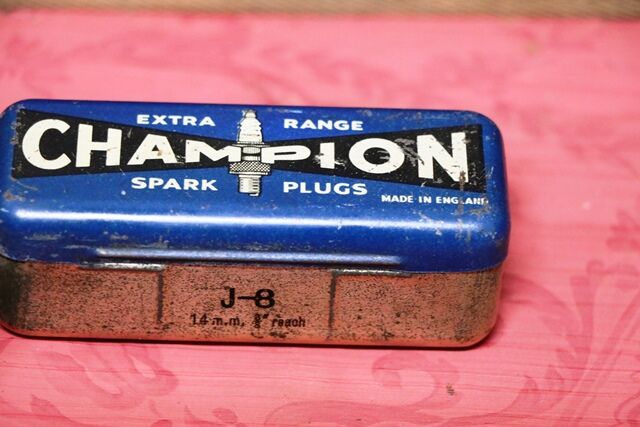 EXTRA RANGE
CHAMPION
SPARK PLUGS
MADE IN ENGLAND
J-8
14 m.m. reach